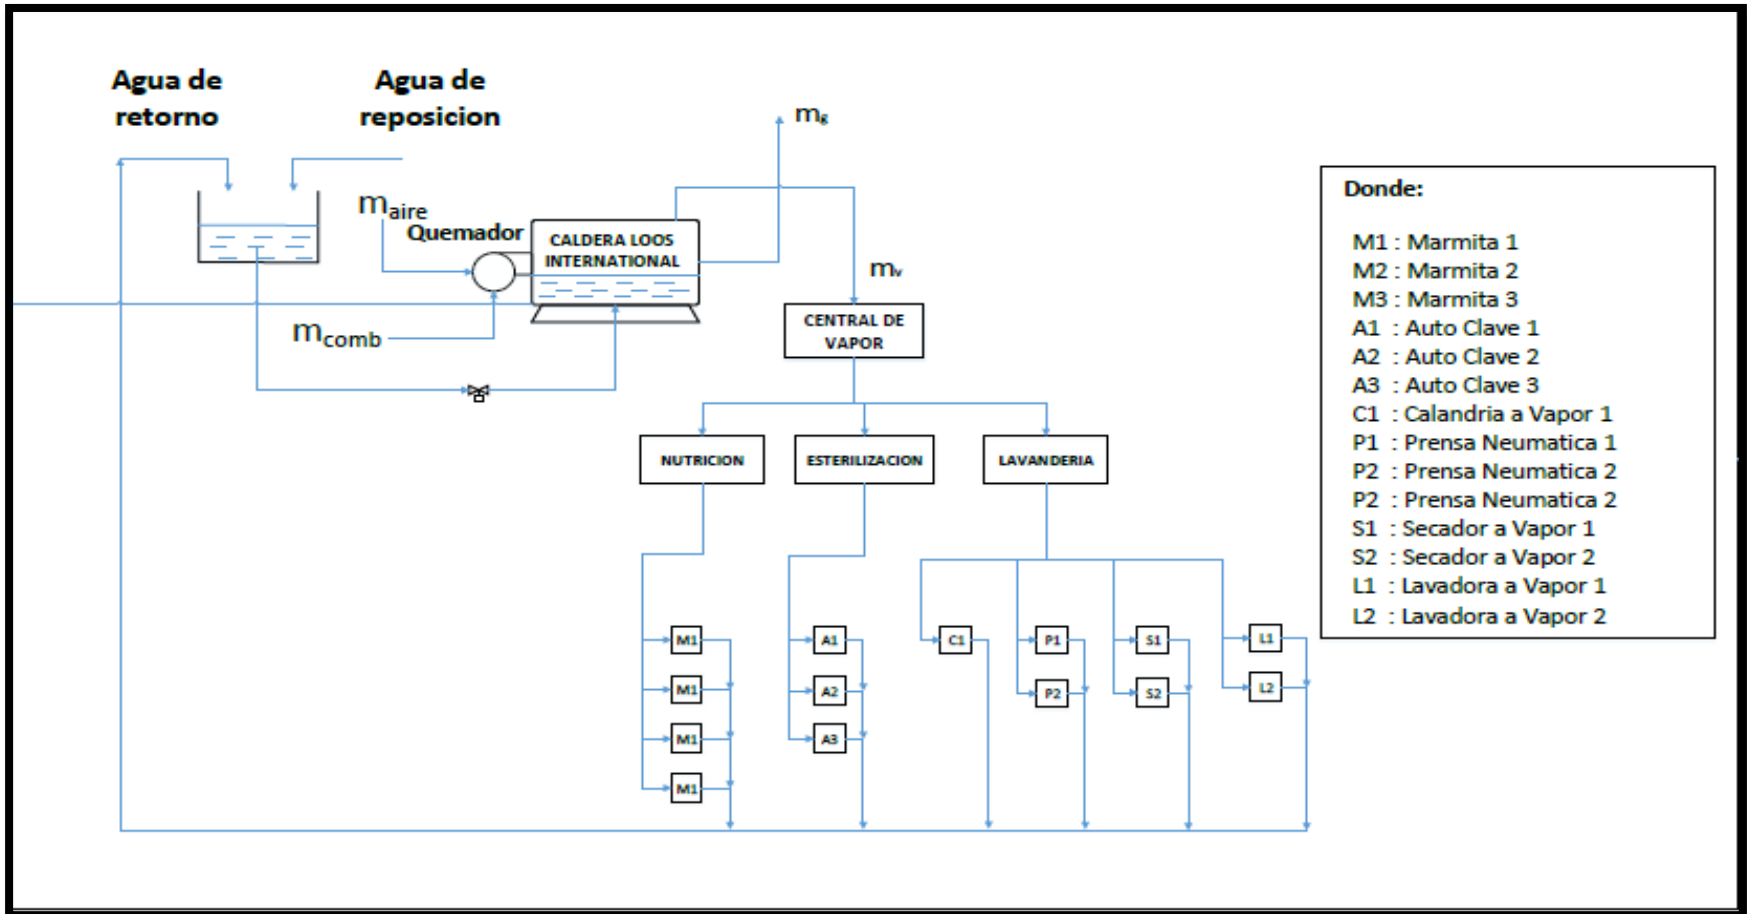 Agua de
retorno
Agua de
reposicion
mg
maire
Quemador
CALDERA LOOS
INTERNATIONAL
mv
mcomb
CENTRAL DE
VAPOR
NUTRICION
ESTERILIZACION
LAVANDERIA
M1
M1
M1
M1
A1
A2
A3
C1
P1
P2
S1
S2
L1
L2
Donde:
M1 : Marmita 1
M2 : Marmita 2
M3 : Marmita 3
A1 : Auto Clave 1
A2 : Auto Clave 2
A3 : Auto Clave 3
C1 : Calandria a Vapor 1
P1 : Prensa Neumatica 1
P2 : Prensa Neumatica 2
P2 : Prensa Neumatica 2
S1 : Secador a Vapor 1
S2 : Secador a Vapor 2
L1 : Lavadora a Vapor 1
L2 : Lavadora a Vapor 2